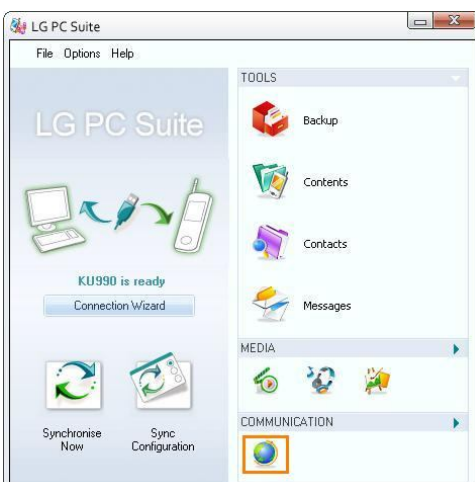 LG PC Suite
File Options Help
LG PC Suite
KU990 is ready
Connection Wizard
Synchronise
Now
Sync
Configuration
TOOLS
Backup
Contents
Contacts
Messages
MEDIA
COMMUNICATION